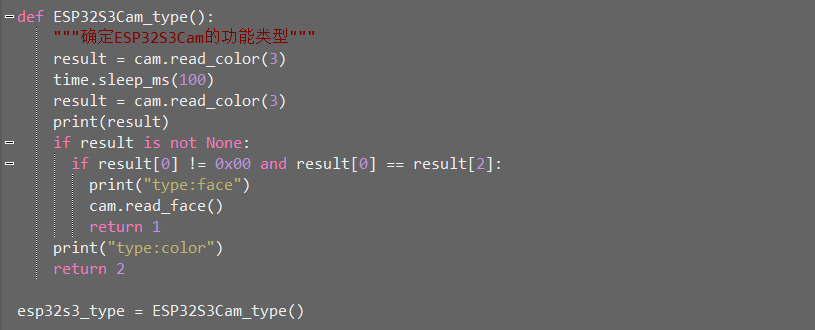 def ESP32S3Cam_type():
    """确定ESP32S3Cam的功能类型"""
    result = cam.read_color(3)
    time.sleep_ms(100)
    result = cam.read_color(3)
    print(result)
    if result is not None:
      if result[0] != 0x00 and result[0] == result[2]:
        print("type:face")
        cam.read_face()
        return 1
    print("type:color")
    return 2

esp32s3_type = ESP32S3Cam_type()